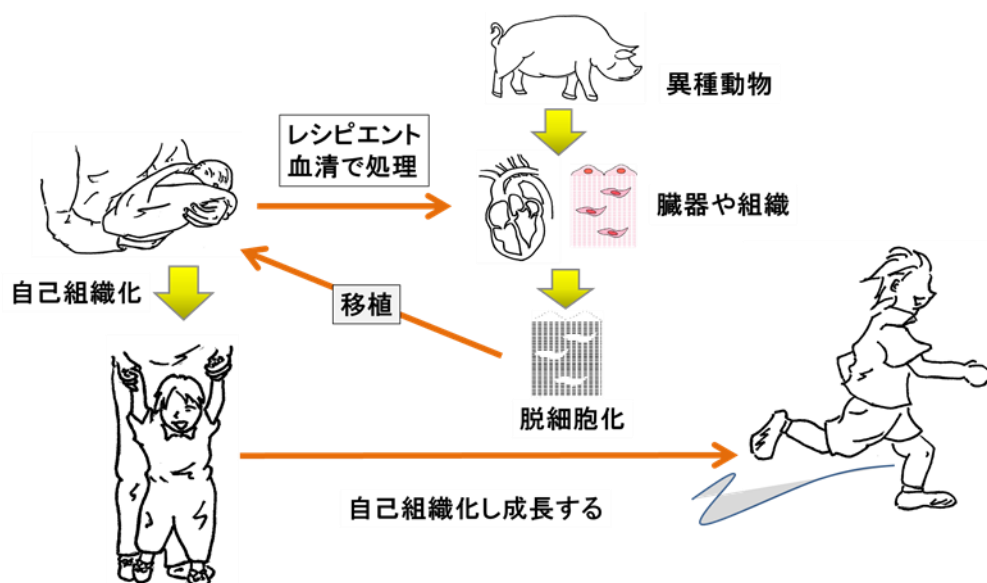 異種動物
レシピエント
血清で処理
臓器や組織
自己組織化
移植
脱細胞化
自己組織化し成長する